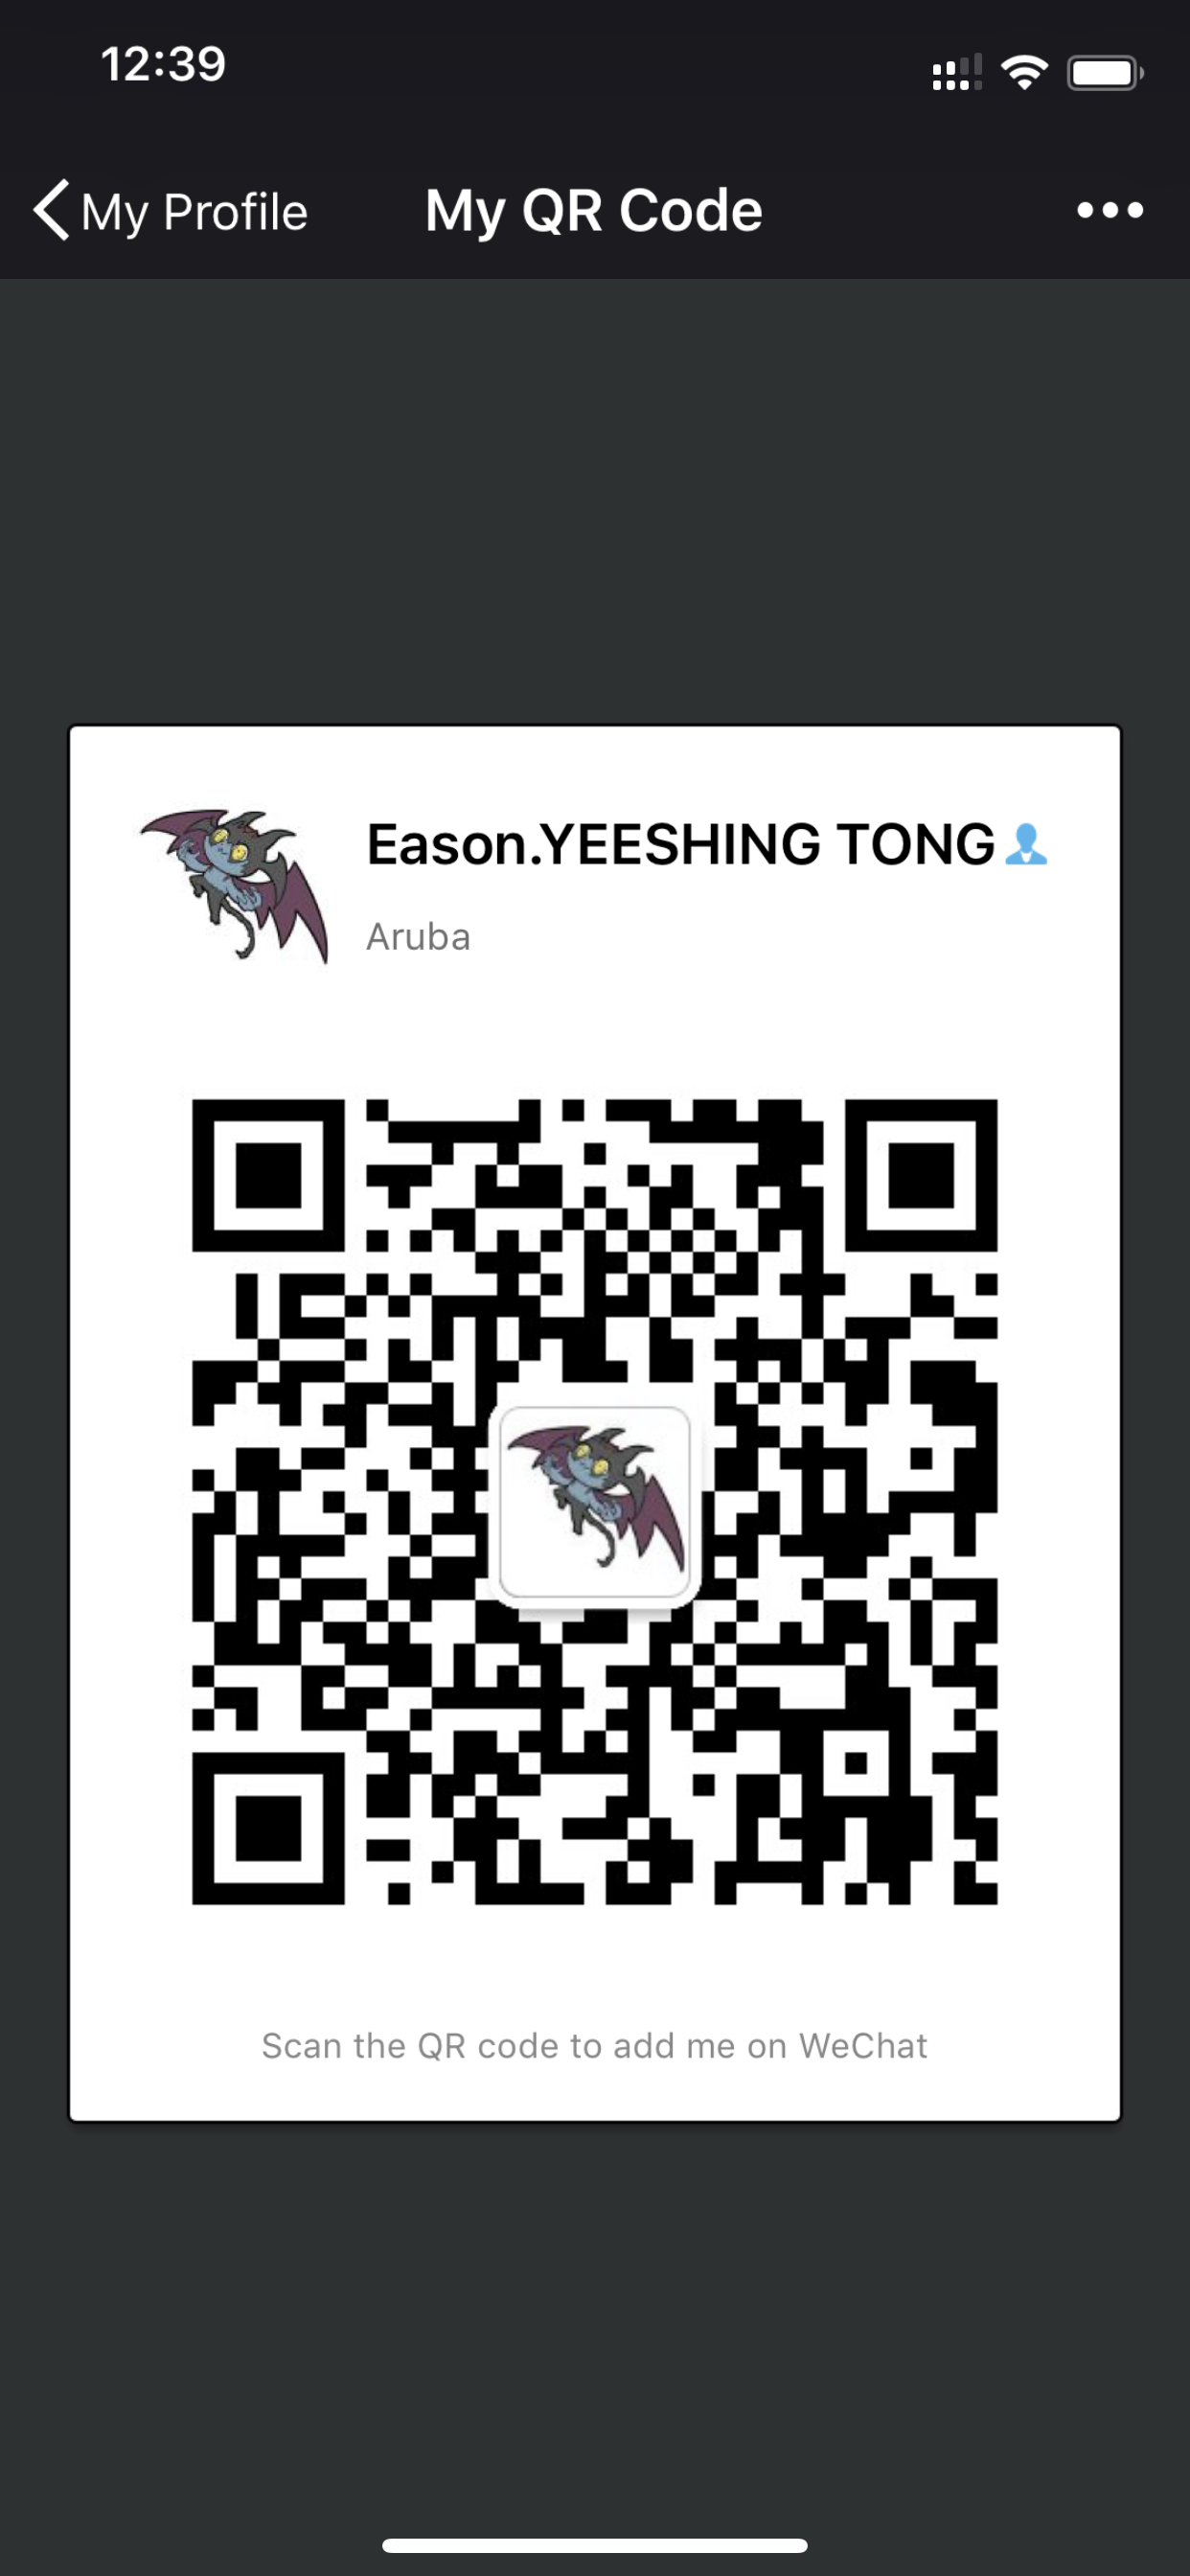 12:39
My Profile
My QR Code
Eason.YEESHING TONG
Aruba
Scan the QR code to add me on WeChat